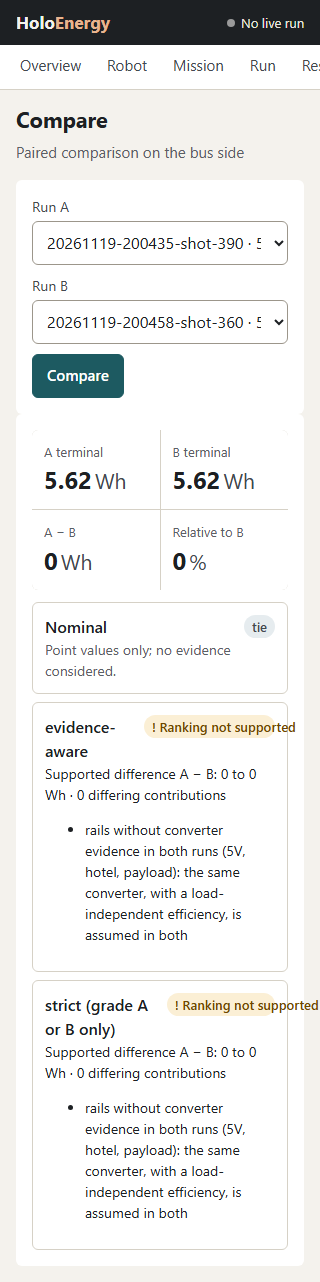 HoloEnergy
No live run
Overview Robot Mission Run
Compare
Paired comparison on the bus side
Run A
20261119-200435-shot-390 ·
Run B
20261119-200458-shot-360 ·
Compare
A terminal
5.62 Wh
B terminal
5.62 Wh
A − B
0 Wh
Relative to B
0 %
Nominal
tie
Point values only; no evidence
considered.
evidence-
aware
! Ranking not supported
Supported difference A − B: 0 to 0
Wh · 0 differing contributions
• rails without converter
evidence in both runs (5V,
hotel, payload): the same
converter, with a load-
independent efficiency, is
assumed in both
strict (grade A
or B only)
! Ranking not supported
Supported difference A − B: 0 to 0
Wh · 0 differing contributions
• rails without converter
evidence in both runs (5V,
hotel, payload): the same
converter, with a load-
independent efficiency, is
assumed in both